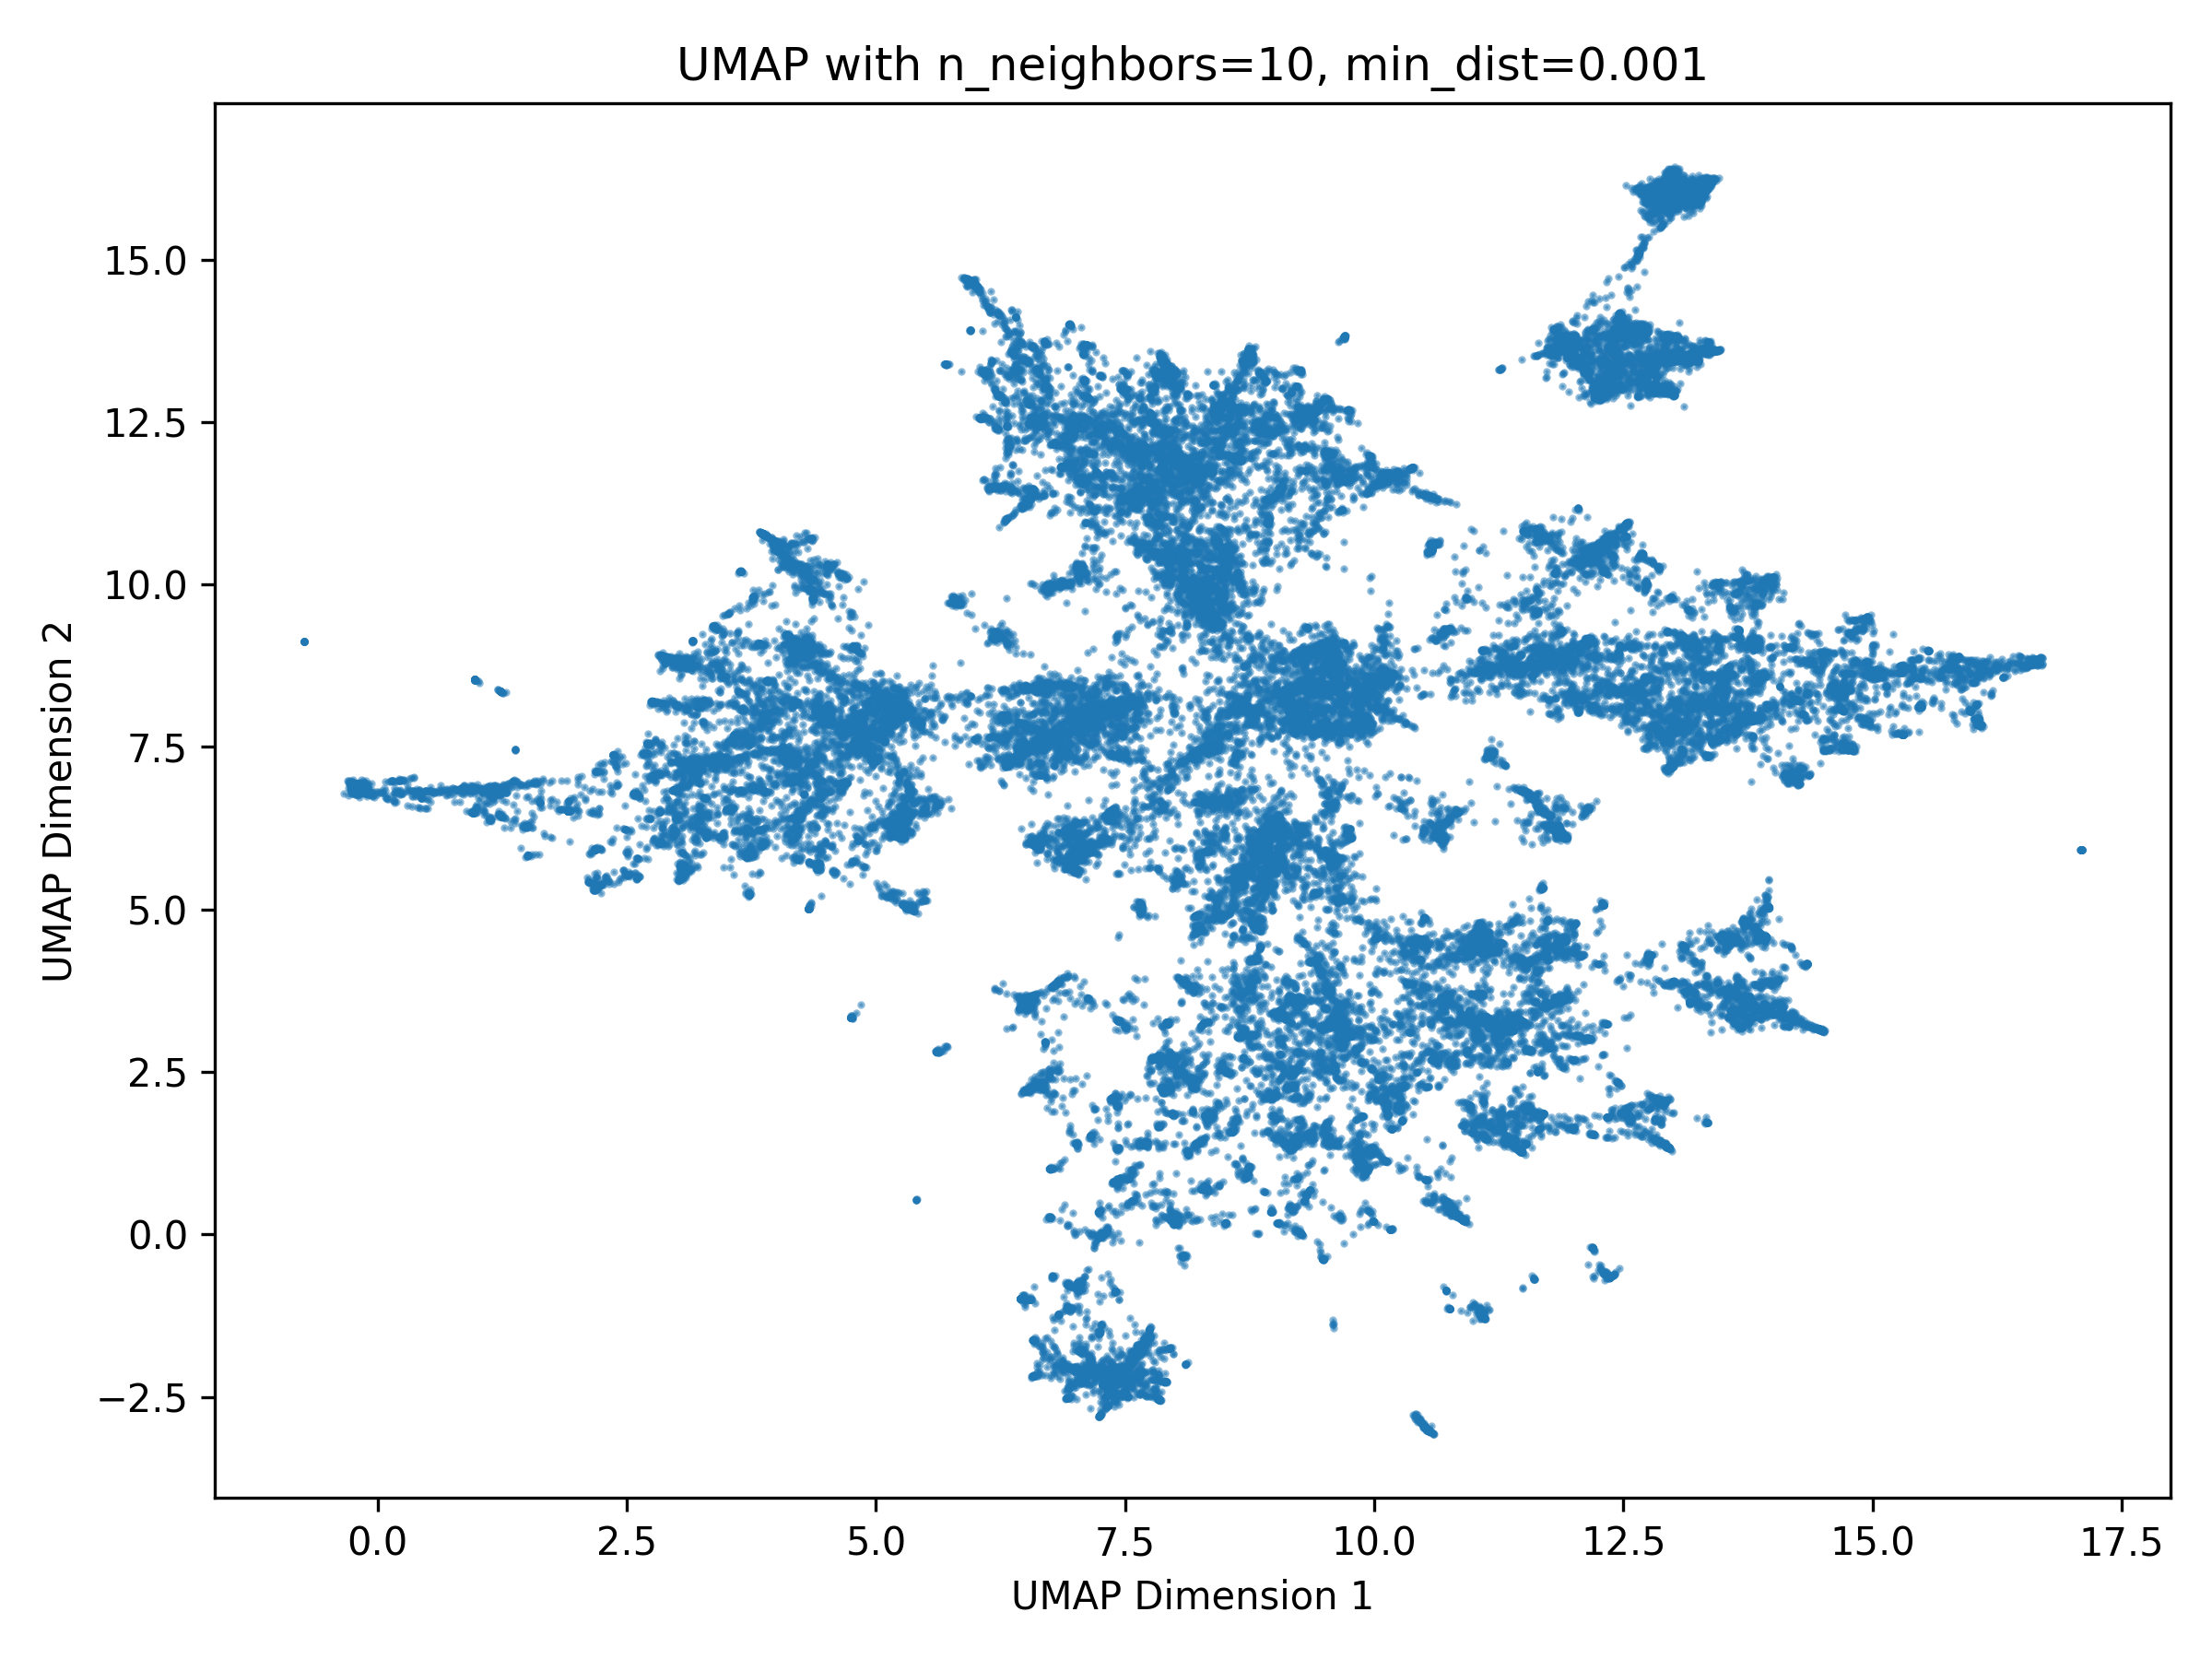 UMAP with n_neighbors=10, min_dist=0.001
15.0
12.5
10.0
7.5
5.0
2.5
0.0
−2.5
UMAP Dimension 2
0.0 2.5 5.0 7.5 10.0 12.5 15.0 17.5
UMAP Dimension 1